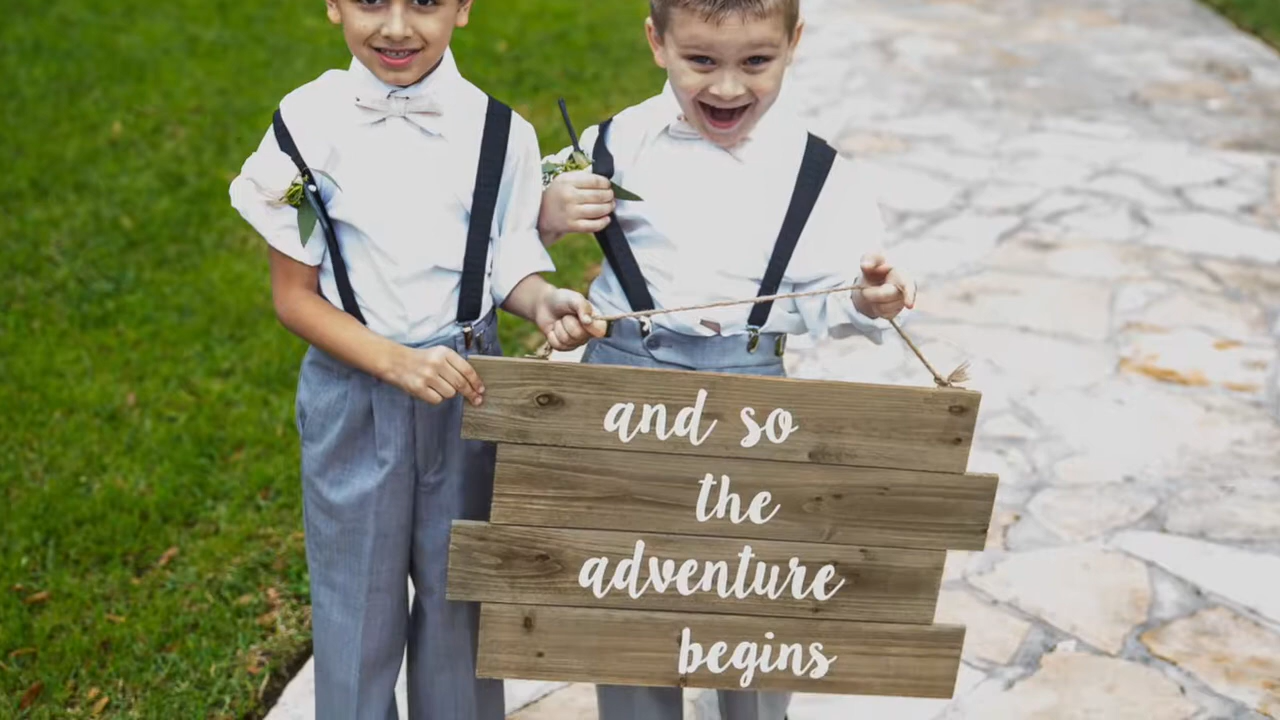 and so
the
adventure
begins